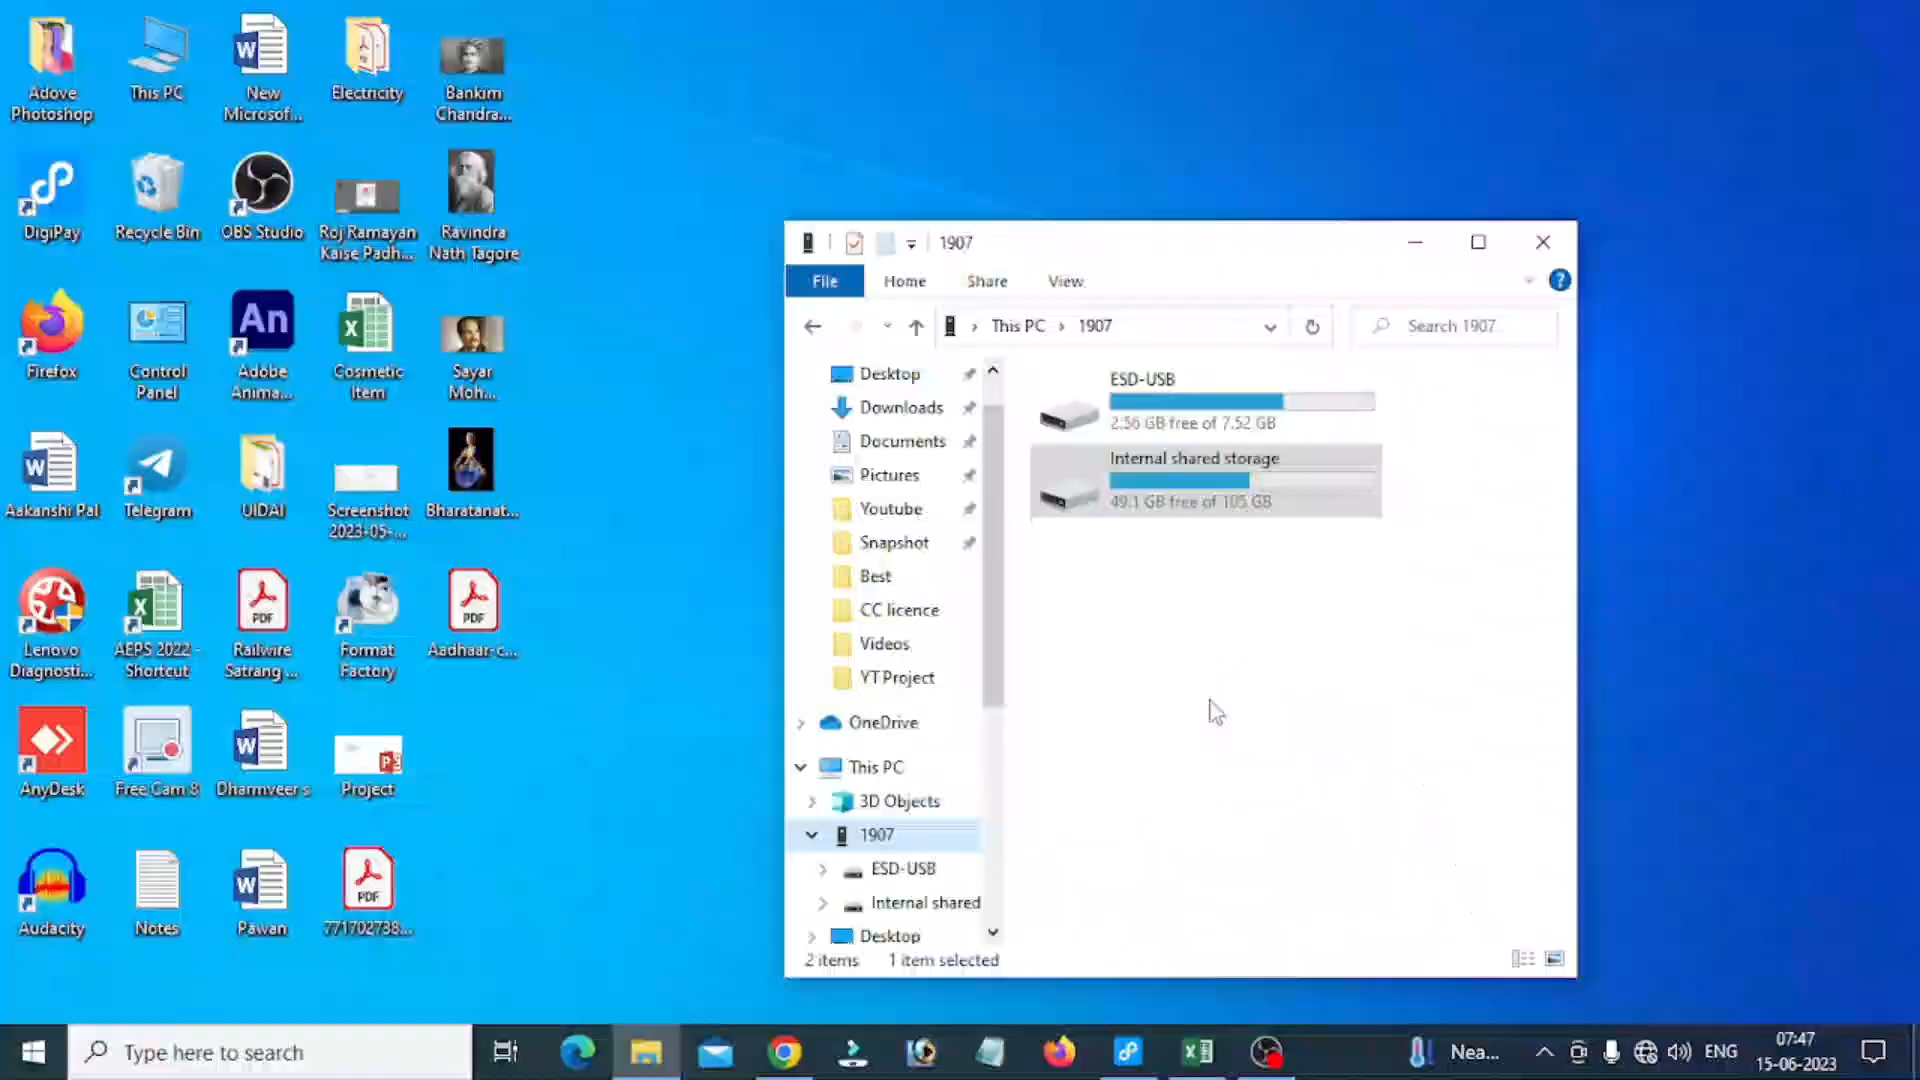 Adove
Photoshop
This PC
New
Microsof...
Electricity
Bankim
Chandra...
DigiPay
Recycle Bin
OBS Studio
Roj Ramayan
Kaise Padh...
Ravindra
Nath Tagore
Firefox
Control
Panel
An
Adobe
Anima...
Cosmetic
Item
Sayar
Moh...
Aakanshi Pal
Telegram
UIDAI
Screenshot
2023-05-...
Bharatanat...
Lenovo
Diagnosti...
AEPS 2022 -
Shortcut
PDF
Railwire
Satrang ...
Format
Factory
PDF
Aadhaar-c...
AnyDesk
Free Cam 8
Dharmveer s
Project
Audacity
Notes
Pawan
PDF
771702738...
1907
File
Home
Share
View
This PC
1907
Search 1907
Desktop
Downloads
Documents
Pictures
Youtube
Snapshot
Best
CC licence
Videos
YT Project
OneDrive
This PC
3D Objects
1907
ESD-USB
Internal shared
Desktop
ESD-USB
2.56 GB free of 7.52 GB
Internal shared storage
49.1 GB free of 105 GB
2 items
1 item selected
Type here to search
Nea...
ENG
07:47
15-06-2023